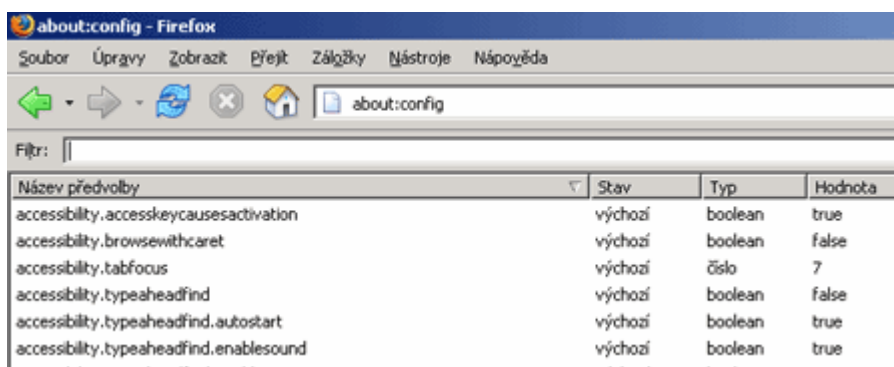 about:config - Firefox
Soubor Úpravy Zobrazit Přejít Záložky Nástroje Nápověda
about:config
Filtr:
Název předvolby Stav Typ Hodnota
accessibility.accesskeycausesactivation výchozí boolean true
accessibility.browsewithcaret výchozí boolean false
accessibility.tabfocus výchozí číslo 7
accessibility.typeaheadfind výchozí boolean false
accessibility.typeaheadfind.autostart výchozí boolean true
accessibility.typeaheadfind.enablesound výchozí boolean true